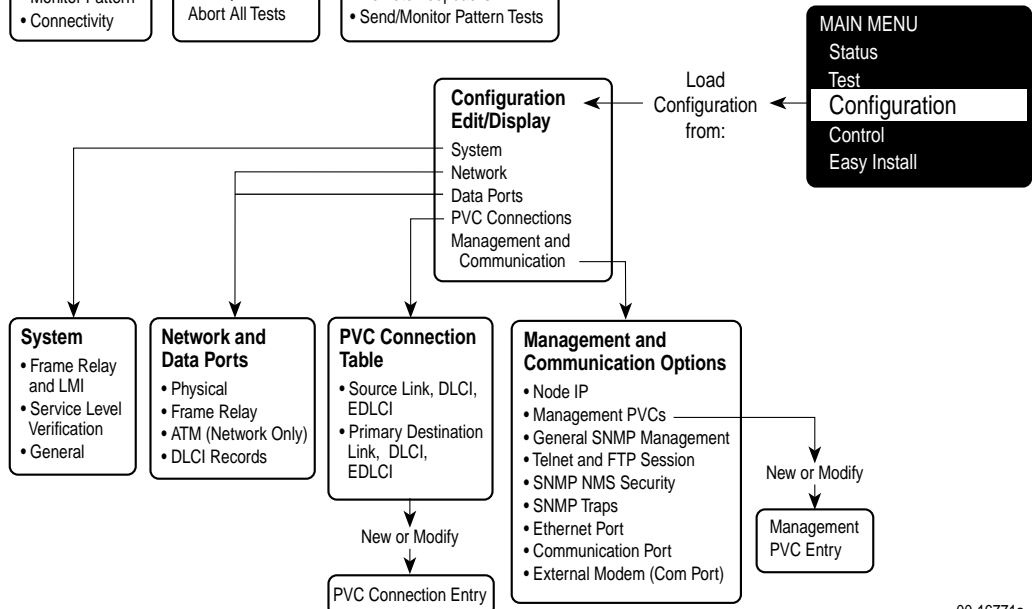 • Connectivity
Abort All Tests
• Send/Monitor Pattern Tests
MAIN MENU
Status
Test
Configuration
Control
Easy Install
Load
Configuration
from:
Configuration
Edit/Display
System
Network
Data Ports
PVC Connections
Management and
Communication
System
• Frame Relay
and LMI
• Service Level
Verification
• General
Network and
Data Ports
• Physical
• Frame Relay
• ATM (Network Only)
• DLCI Records
PVC Connection
Table
• Source Link, DLCI,
EDLCI
• Primary Destination
Link, DLCI,
EDLCI
New or Modify
PVC Connection Entry
Management and
Communication Options
• Node IP
• Management PVCs
• General SNMP Management
• Telnet and FTP Session
• SNMP NMS Security
• SNMP Traps
• Ethernet Port
• Communication Port
• External Modem (Com Port)
New or Modify
Management
PVC Entry